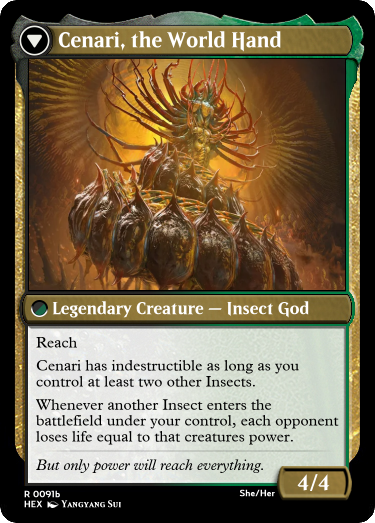 Cenari, the World Hand
Legendary Creature — Insect God
Reach
Cenari has indestructible as long as you
control at least two other Insects.
Whenever another Insect enters the
battlefield under your control, each opponent
loses life equal to that creatures power.
But only power will reach everything.
4/4
R 0091b
She/Her
HEX Yangyang Sui